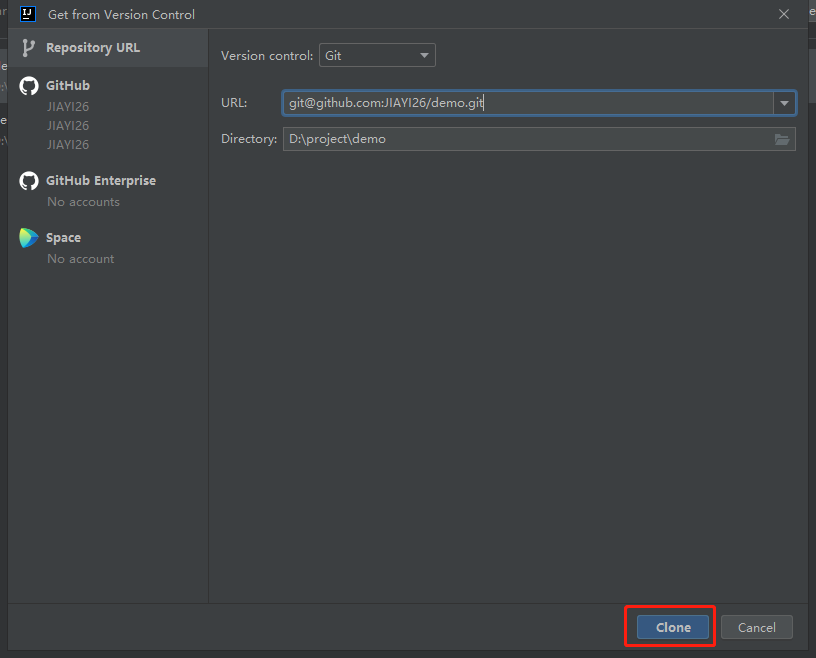 IJ
Get from Version Control
Repository URL
GitHub
JIAYI26
JIAYI26
JIAYI26
GitHub Enterprise
No accounts
Space
No account
Version control: Git
URL: git@github.com:JIAYI26/demo.git
Directory: D:\project\demo
Clone
Cancel